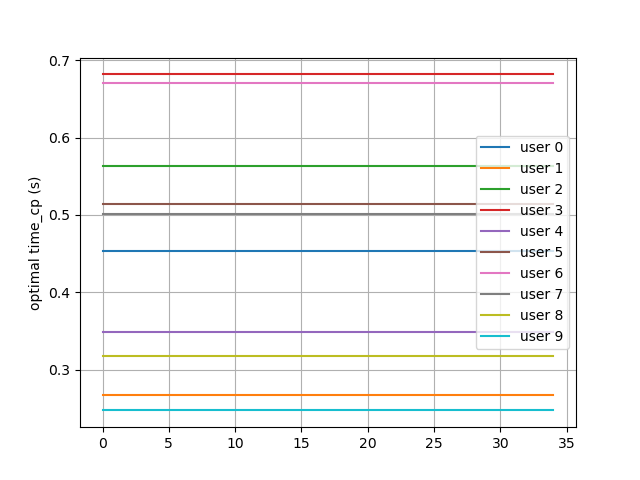 0.7
0.6
0.5
0.4
0.3
optimal time_cp (s)
0 5 10 15 20 25 30 35
user 0
user 1
user 2
user 3
user 4
user 5
user 6
user 7
user 8
user 9